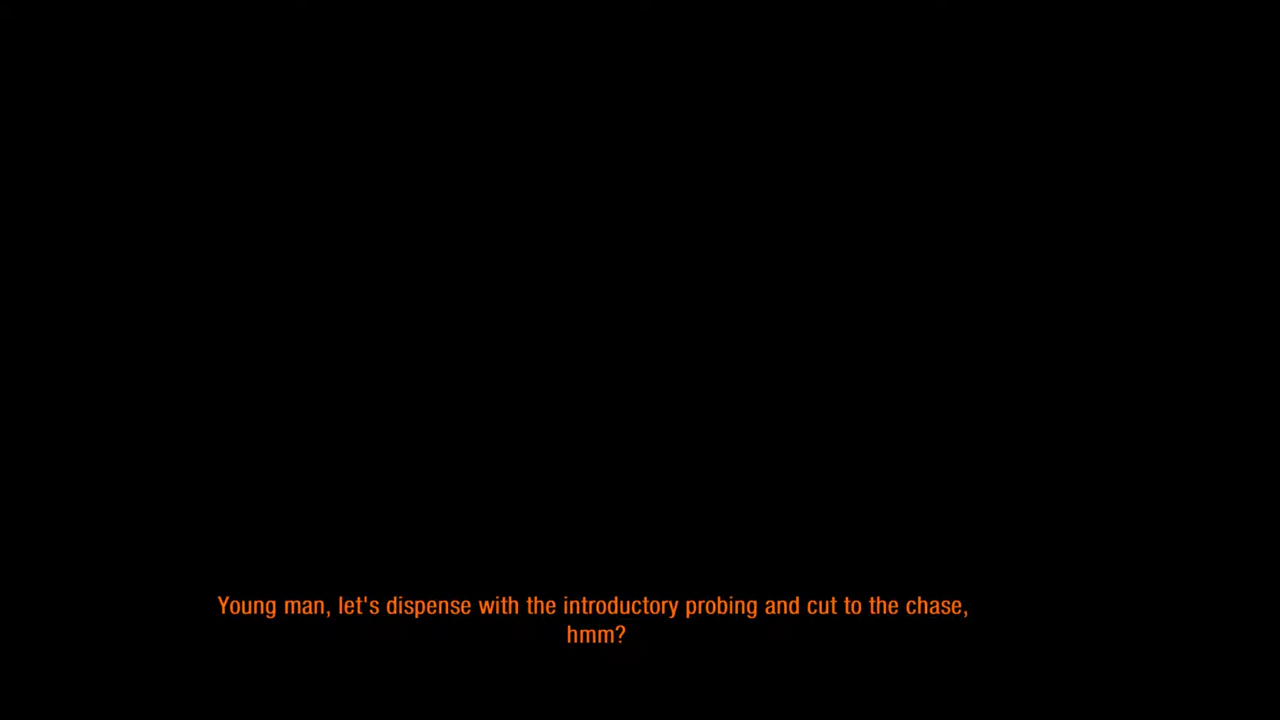 Young man, let's dispense with the introductory probing and cut to the chase,
hmm?